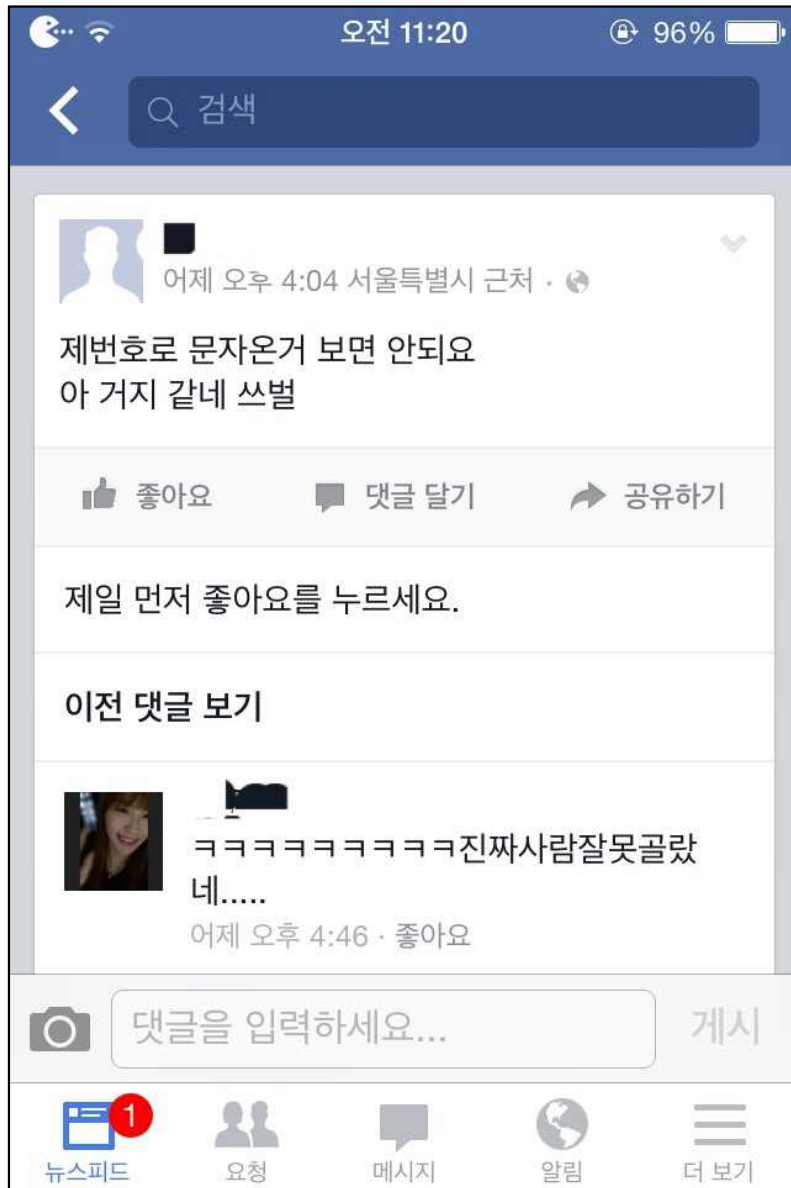 오전 11:20
96%
검색
어제 오후 4:04 서울특별시 근처 ·
제번호로 문자온거 보면 안되요
아 거지 같네 쓰벌
좋아요 댓글 달기 공유하기
제일 먼저 좋아요를 누르세요.
이전 댓글 보기
ㅋㅋㅋㅋㅋㅋㅋㅋㅋ진짜사람잘못골랐
네.....
어제 오후 4:46 · 좋아요
댓글을 입력하세요... 게시
1
뉴스피드 요청 메시지 알림 더 보기